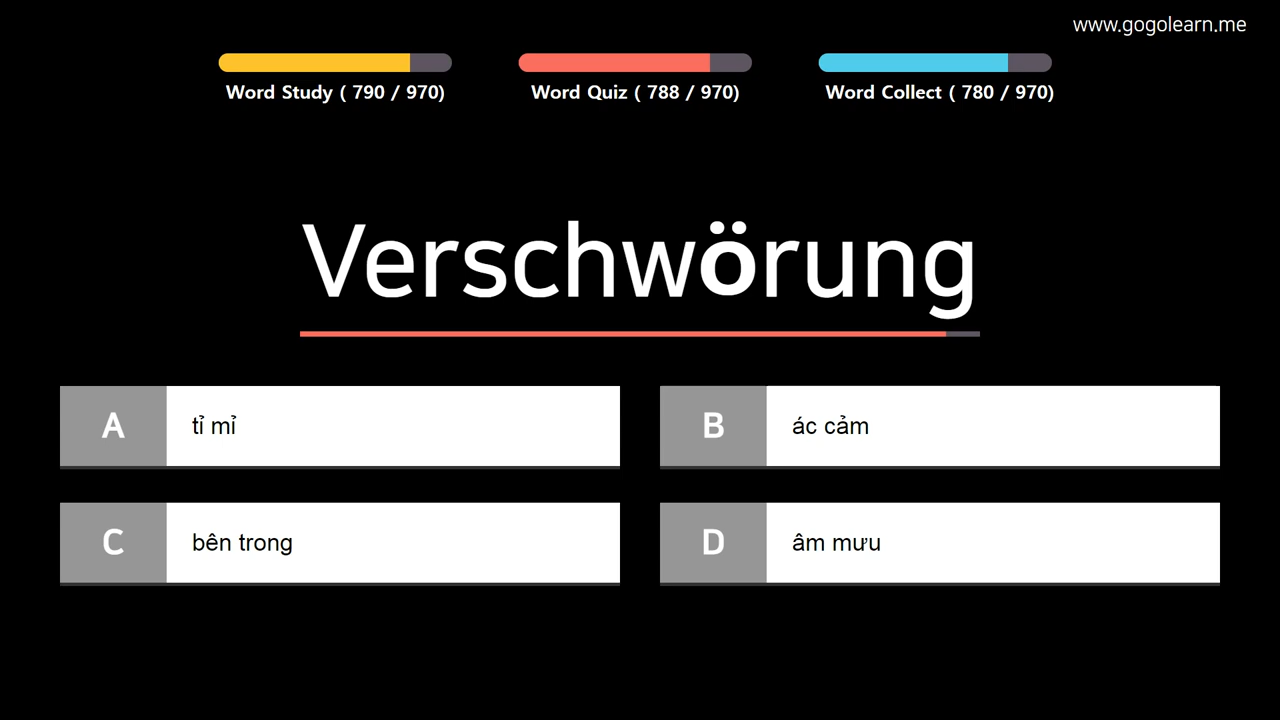 www.gogolearn.me
Word Study ( 790 / 970)
Word Quiz ( 788 / 970)
Word Collect ( 780 / 970)
Verschwörung
A
tỉ mỉ
B
ác cảm
C
bên trong
D
âm mưu